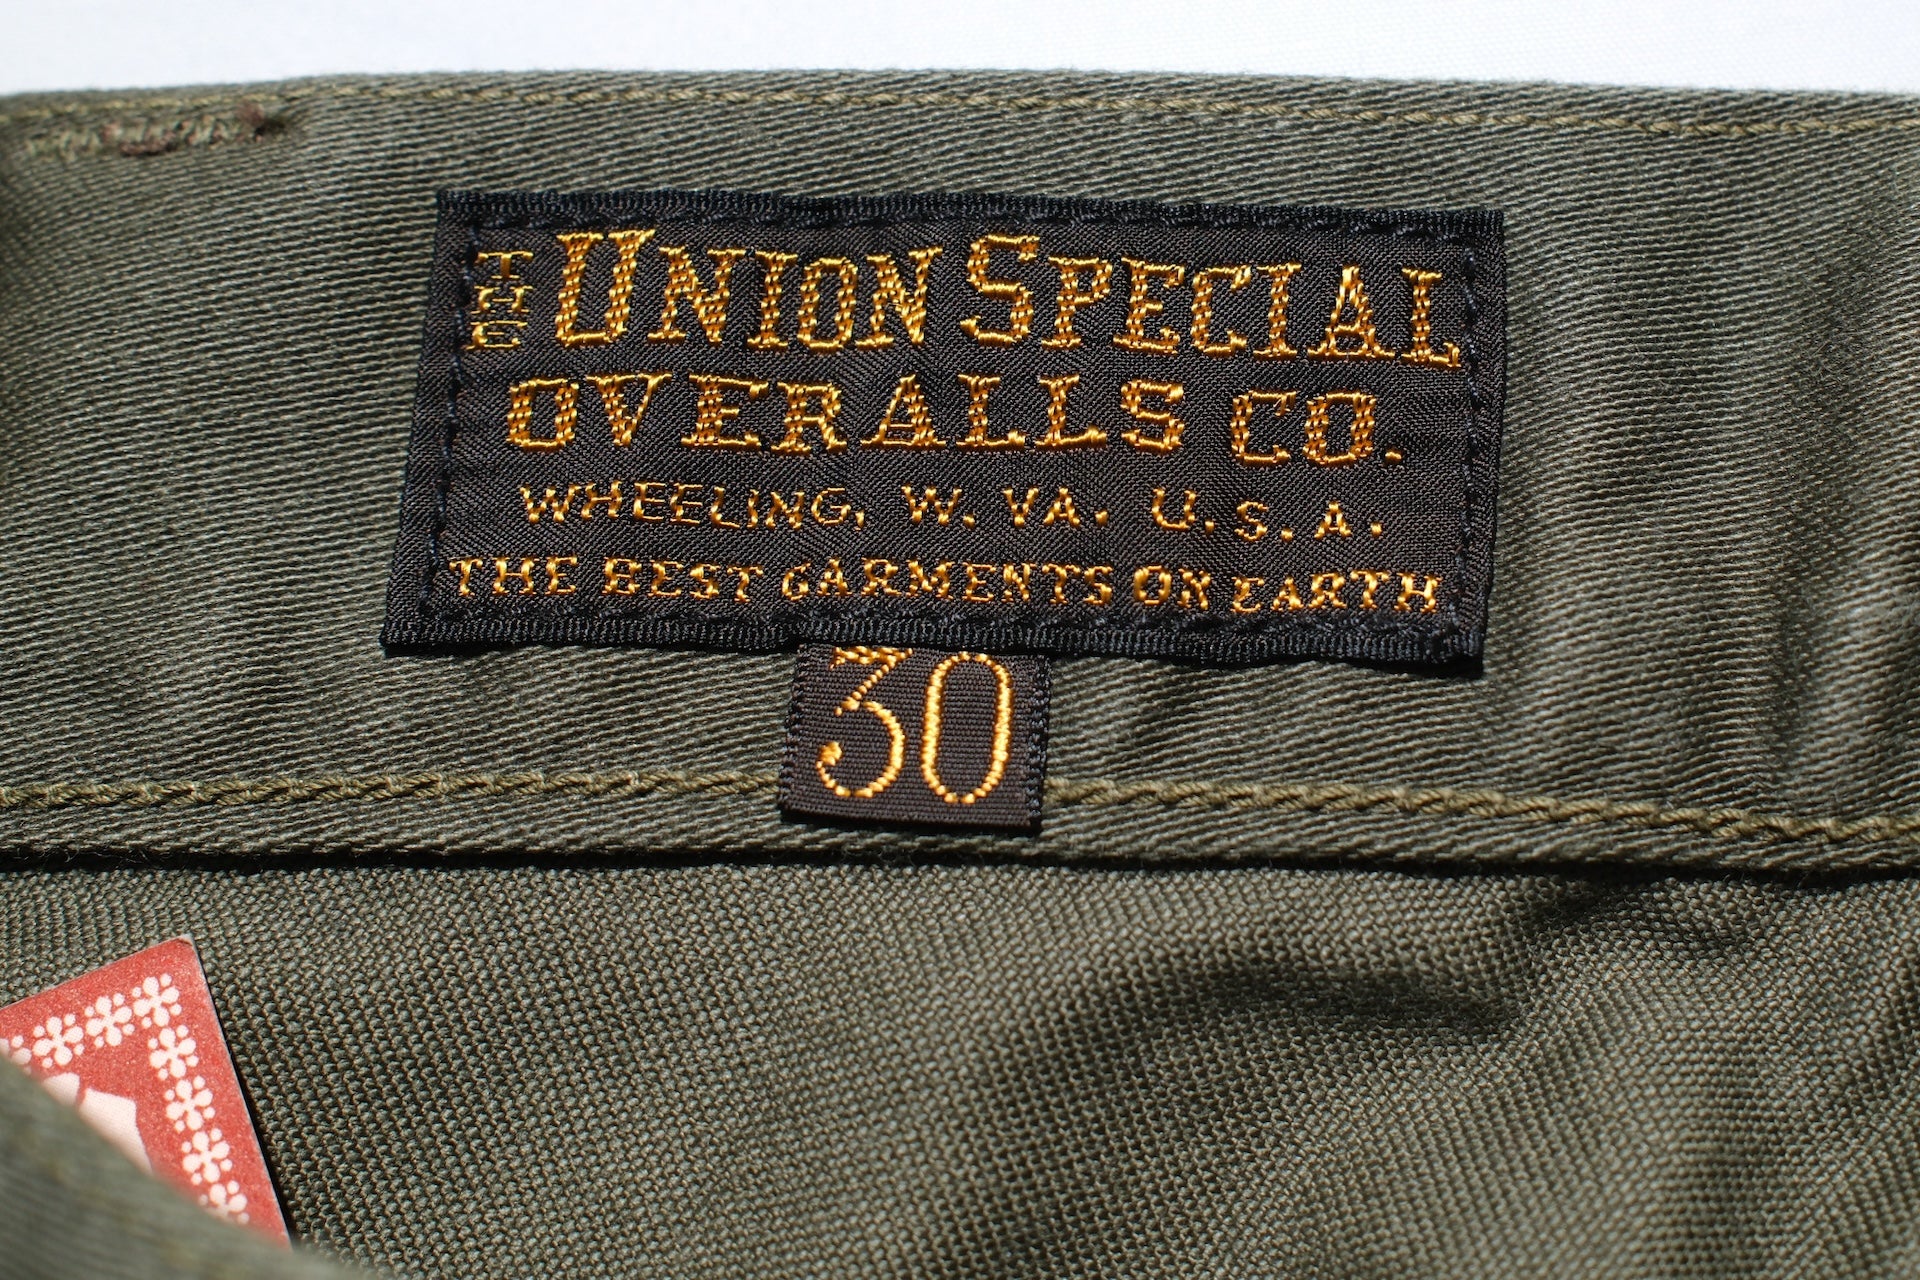 THE UNION SPECIAL
OVERALLS CO.
WHEELING, W. VA. U.S.A.
THE BEST GARMENTS ON EARTH
30